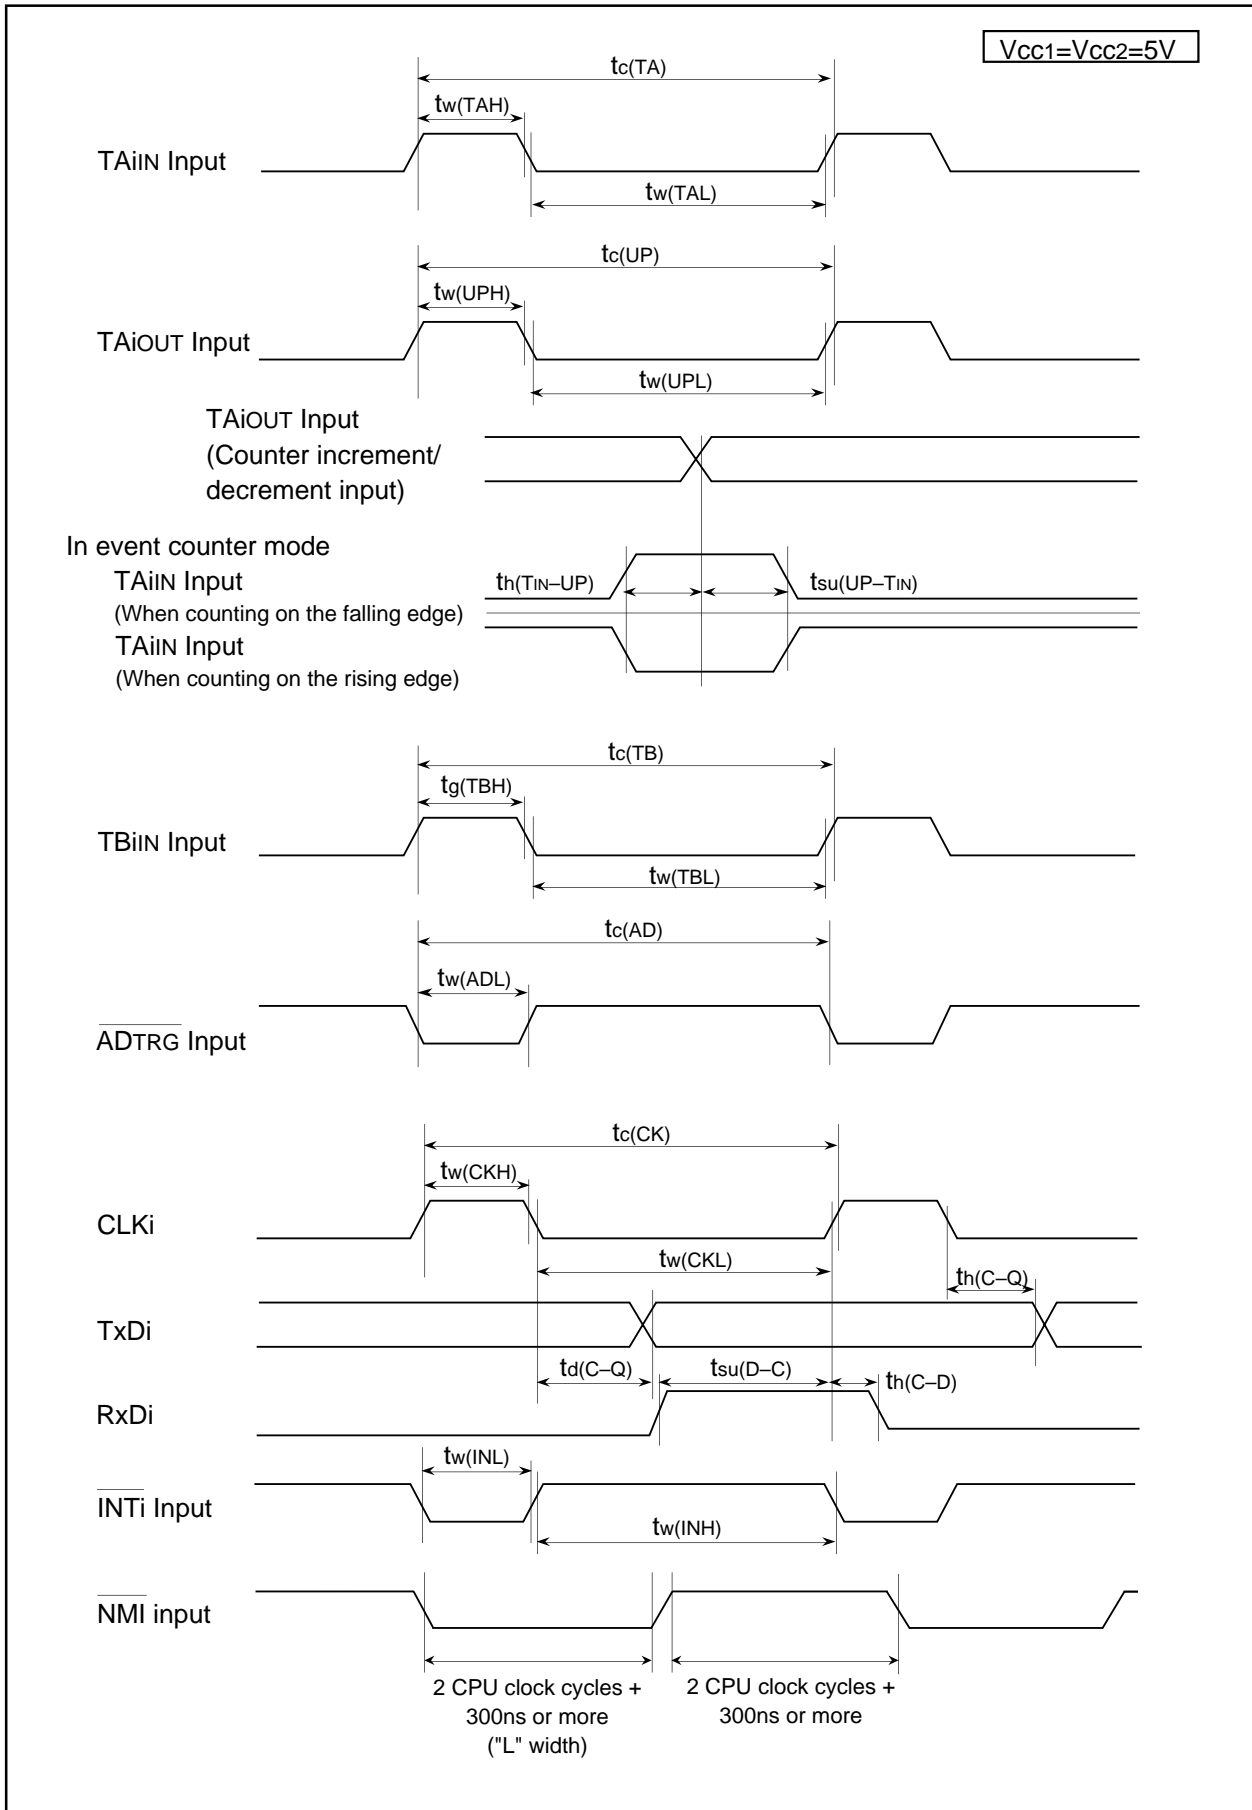 Vcc1=Vcc2=5V
tc(TA)
tw(TAH)
TAiIN Input
tw(TAL)
tc(UP)
tw(UPH)
TAiOUT Input
tw(UPL)
TAiOUT Input
(Counter increment/
decrement input)
In event counter mode
TAiIN Input
(When counting on the falling edge)
th(TIN–UP)
tsu(UP–TIN)
TAiIN Input
(When counting on the rising edge)
tc(TB)
tg(TBH)
TBiIN Input
tw(TBL)
tc(AD)
tw(ADL)
ADTRG Input
tc(CK)
tw(CKH)
CLKi
tw(CKL)
th(C–Q)
TxDi
td(C–Q)
tsu(D–C)
th(C–D)
RxDi
tw(INL)
INTi Input
tw(INH)
NMI input
2 CPU clock cycles +
300ns or more
("L" width)
2 CPU clock cycles +
300ns or more